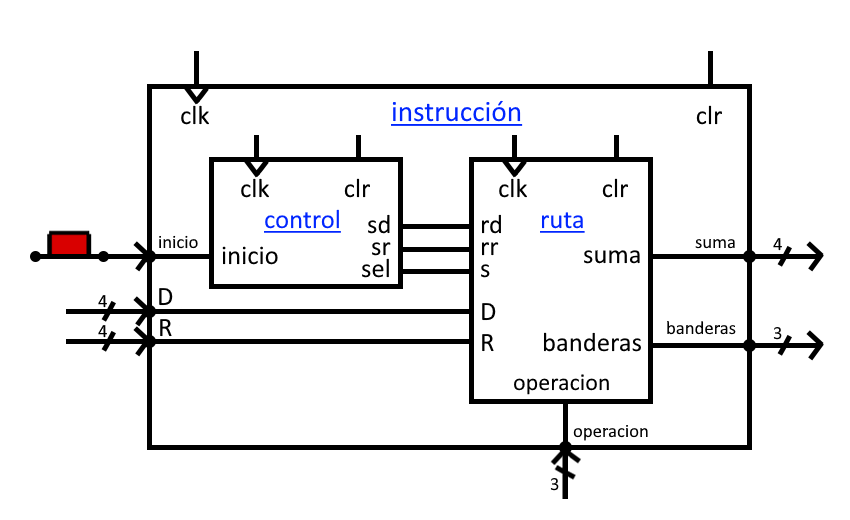 clk
instrucción
clr
clk
clr
control
inicio
sd
sr
sel
clk
clr
ruta
rd
rr
s
D
R
suma
banderas
operacion
inicio
4
D
4
R
suma
4
banderas
3
operacion
3